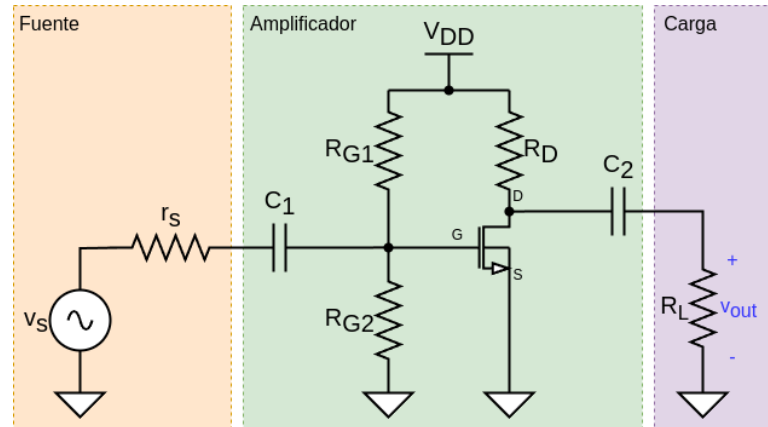 Fuente
Amplificador
Carga
VDD
RG1
RD
C2
D
C1
rs
G
S
+
vs
RG2
RL
vout
-